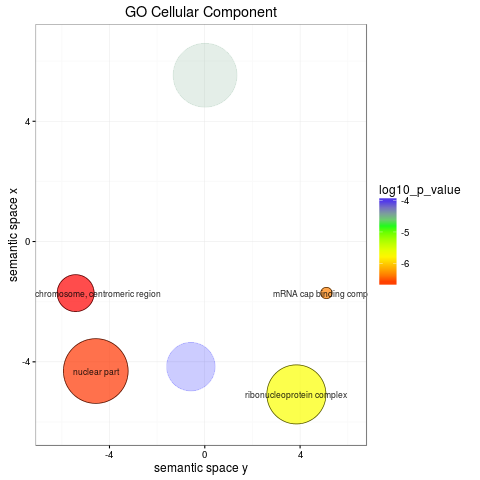 GO Cellular Component
semantic space x
4
0
-4
chromosome, centromeric region
mRNA cap binding comp
nuclear part
ribonucleoprotein complex
-4
0
4
semantic space y
log10_p_value
-4
-5
-6